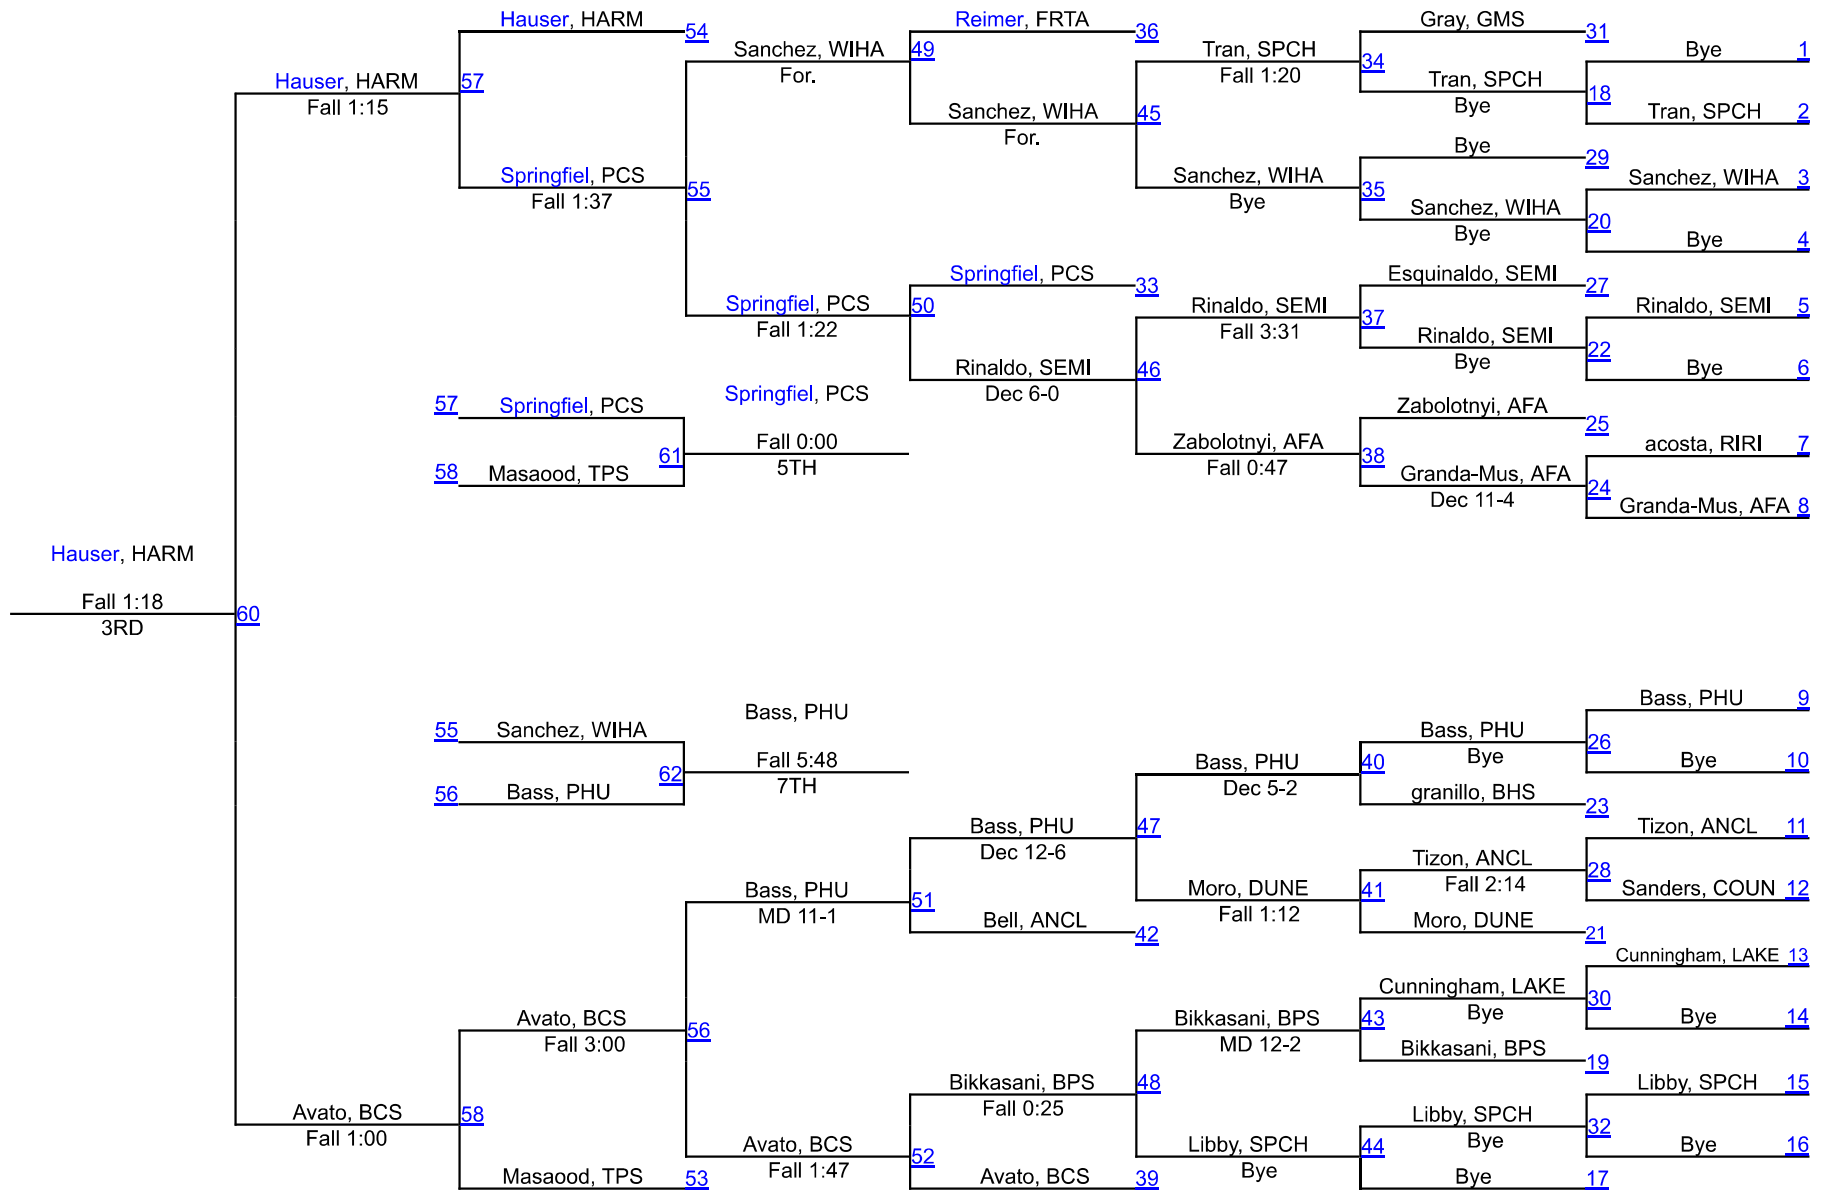 Hauser, HARM
54
Reimer, FRTA
36
Gray, GMS
31
Sanchez, WIHA
49
For.
Tran, SPCH
34
Fall 1:20
Bye
1
Hauser, HARM
57
Fall 1:15
Tran, SPCH
18
Bye
Sanchez, WIHA
45
For.
Tran, SPCH
2
Bye
29
Springfiel, PCS
55
Fall 1:37
Sanchez, WIHA
35
Bye
Sanchez, WIHA
3
Sanchez, WIHA
20
Bye
Bye
4
Springfiel, PCS
33
Esquinaldo, SEMI
27
Springfiel, PCS
50
Fall 1:22
Rinaldo, SEMI
37
Fall 3:31
Rinaldo, SEMI
5
Rinaldo, SEMI
22
Bye
Rinaldo, SEMI
46
Dec 6-0
Bye
6
Springfiel, PCS
57
Springfiel, PCS
Zabolotnyi, AFA
25
61
Fall 0:00
5TH
Zabolotnyi, AFA
38
Fall 0:47
acosta, RIRI
7
58
Masaood, TPS
Granda-Mus, AFA
24
Dec 11-4
Granda-Mus, AFA
8
Hauser, HARM
Fall 1:18
60
3RD
Bass, PHU
9
Bass, PHU
55
Sanchez, WIHA
Bass, PHU
26
Bye
62
Fall 5:48
7TH
Bass, PHU
40
Dec 5-2
Bye
10
56
Bass, PHU
granillo, BHS
23
Bass, PHU
47
Dec 12-6
Tizon, ANCL
11
Tizon, ANCL
28
Fall 2:14
Bass, PHU
51
MD 11-1
Moro, DUNE
41
Fall 1:12
Sanders, COUN
12
Bell, ANCL
42
Moro, DUNE
21
Cunningham, LAKE
13
Cunningham, LAKE
30
Bye
Avato, BCS
56
Fall 3:00
Bikkasani, BPS
43
MD 12-2
Bye
14
Bikkasani, BPS
19
Bikkasani, BPS
48
Fall 0:25
Libby, SPCH
15
Avato, BCS
58
Fall 1:00
Libby, SPCH
32
Bye
Avato, BCS
52
Fall 1:47
Libby, SPCH
44
Bye
Bye
16
Masaood, TPS
53
Avato, BCS
39
Bye
17